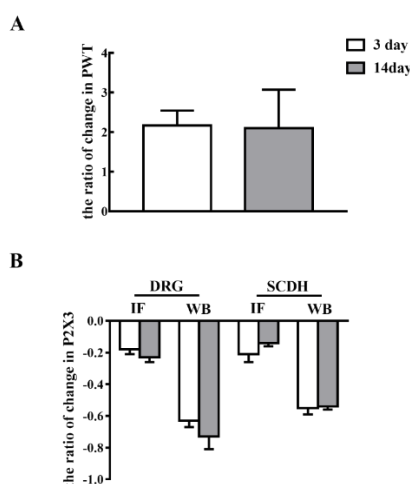 A
3 day
14day
the ratio of change in PWT
4
3
2
1
0
B
DRG SCDH
IF WB IF WB
the ratio of change in P2X3
0.0
-0.2
-0.4
-0.6
-0.8
-1.0